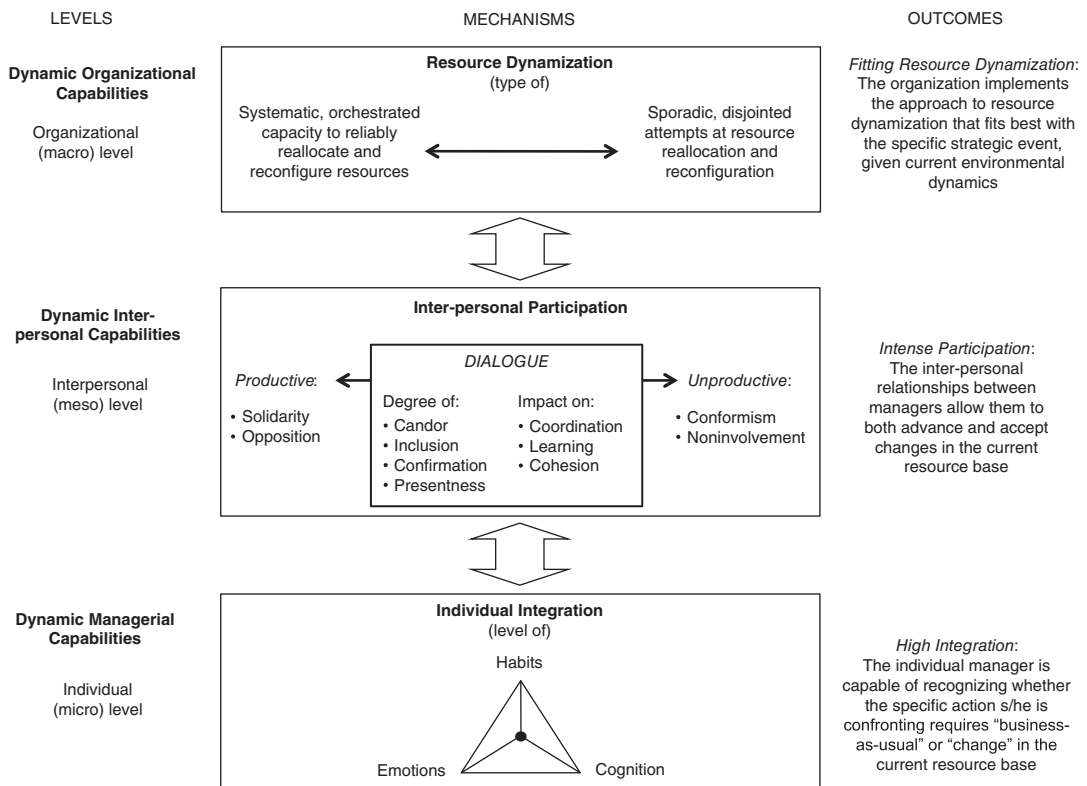 LEVELS
MECHANISMS
OUTCOMES
Dynamic Organizational
Capabilities
Organizational
(macro) level
Resource Dynamization
(type of)
Systematic, orchestrated
capacity to reliably
reallocate and
reconfigure resources
Sporadic, disjointed
attempts at resource
reallocation and
reconfiguration
Fitting Resource Dynamization:
The organization implements
the approach to resource
dynamization that fits best with
the specific strategic event,
given current environmental
dynamics
Dynamic Inter-
personal Capabilities
Interpersonal
(meso) level
Inter-personal Participation
Productive:
• Solidarity
• Opposition
DIALOGUE
Degree of:
• Candor
• Inclusion
• Confirmation
• Presentness
Impact on:
• Coordination
• Learning
• Cohesion
Unproductive:
• Conformism
• Noninvolvement
Intense Participation:
The inter-personal
relationships between
managers allow them to
both advance and accept
changes in the current
resource base
Dynamic Managerial
Capabilities
Individual
(micro) level
Individual Integration
(level of)
Habits
Emotions
Cognition
High Integration:
The individual manager is
capable of recognizing whether
the specific action s/he is
confronting requires “business-
as-usual” or “change” in the
current resource base